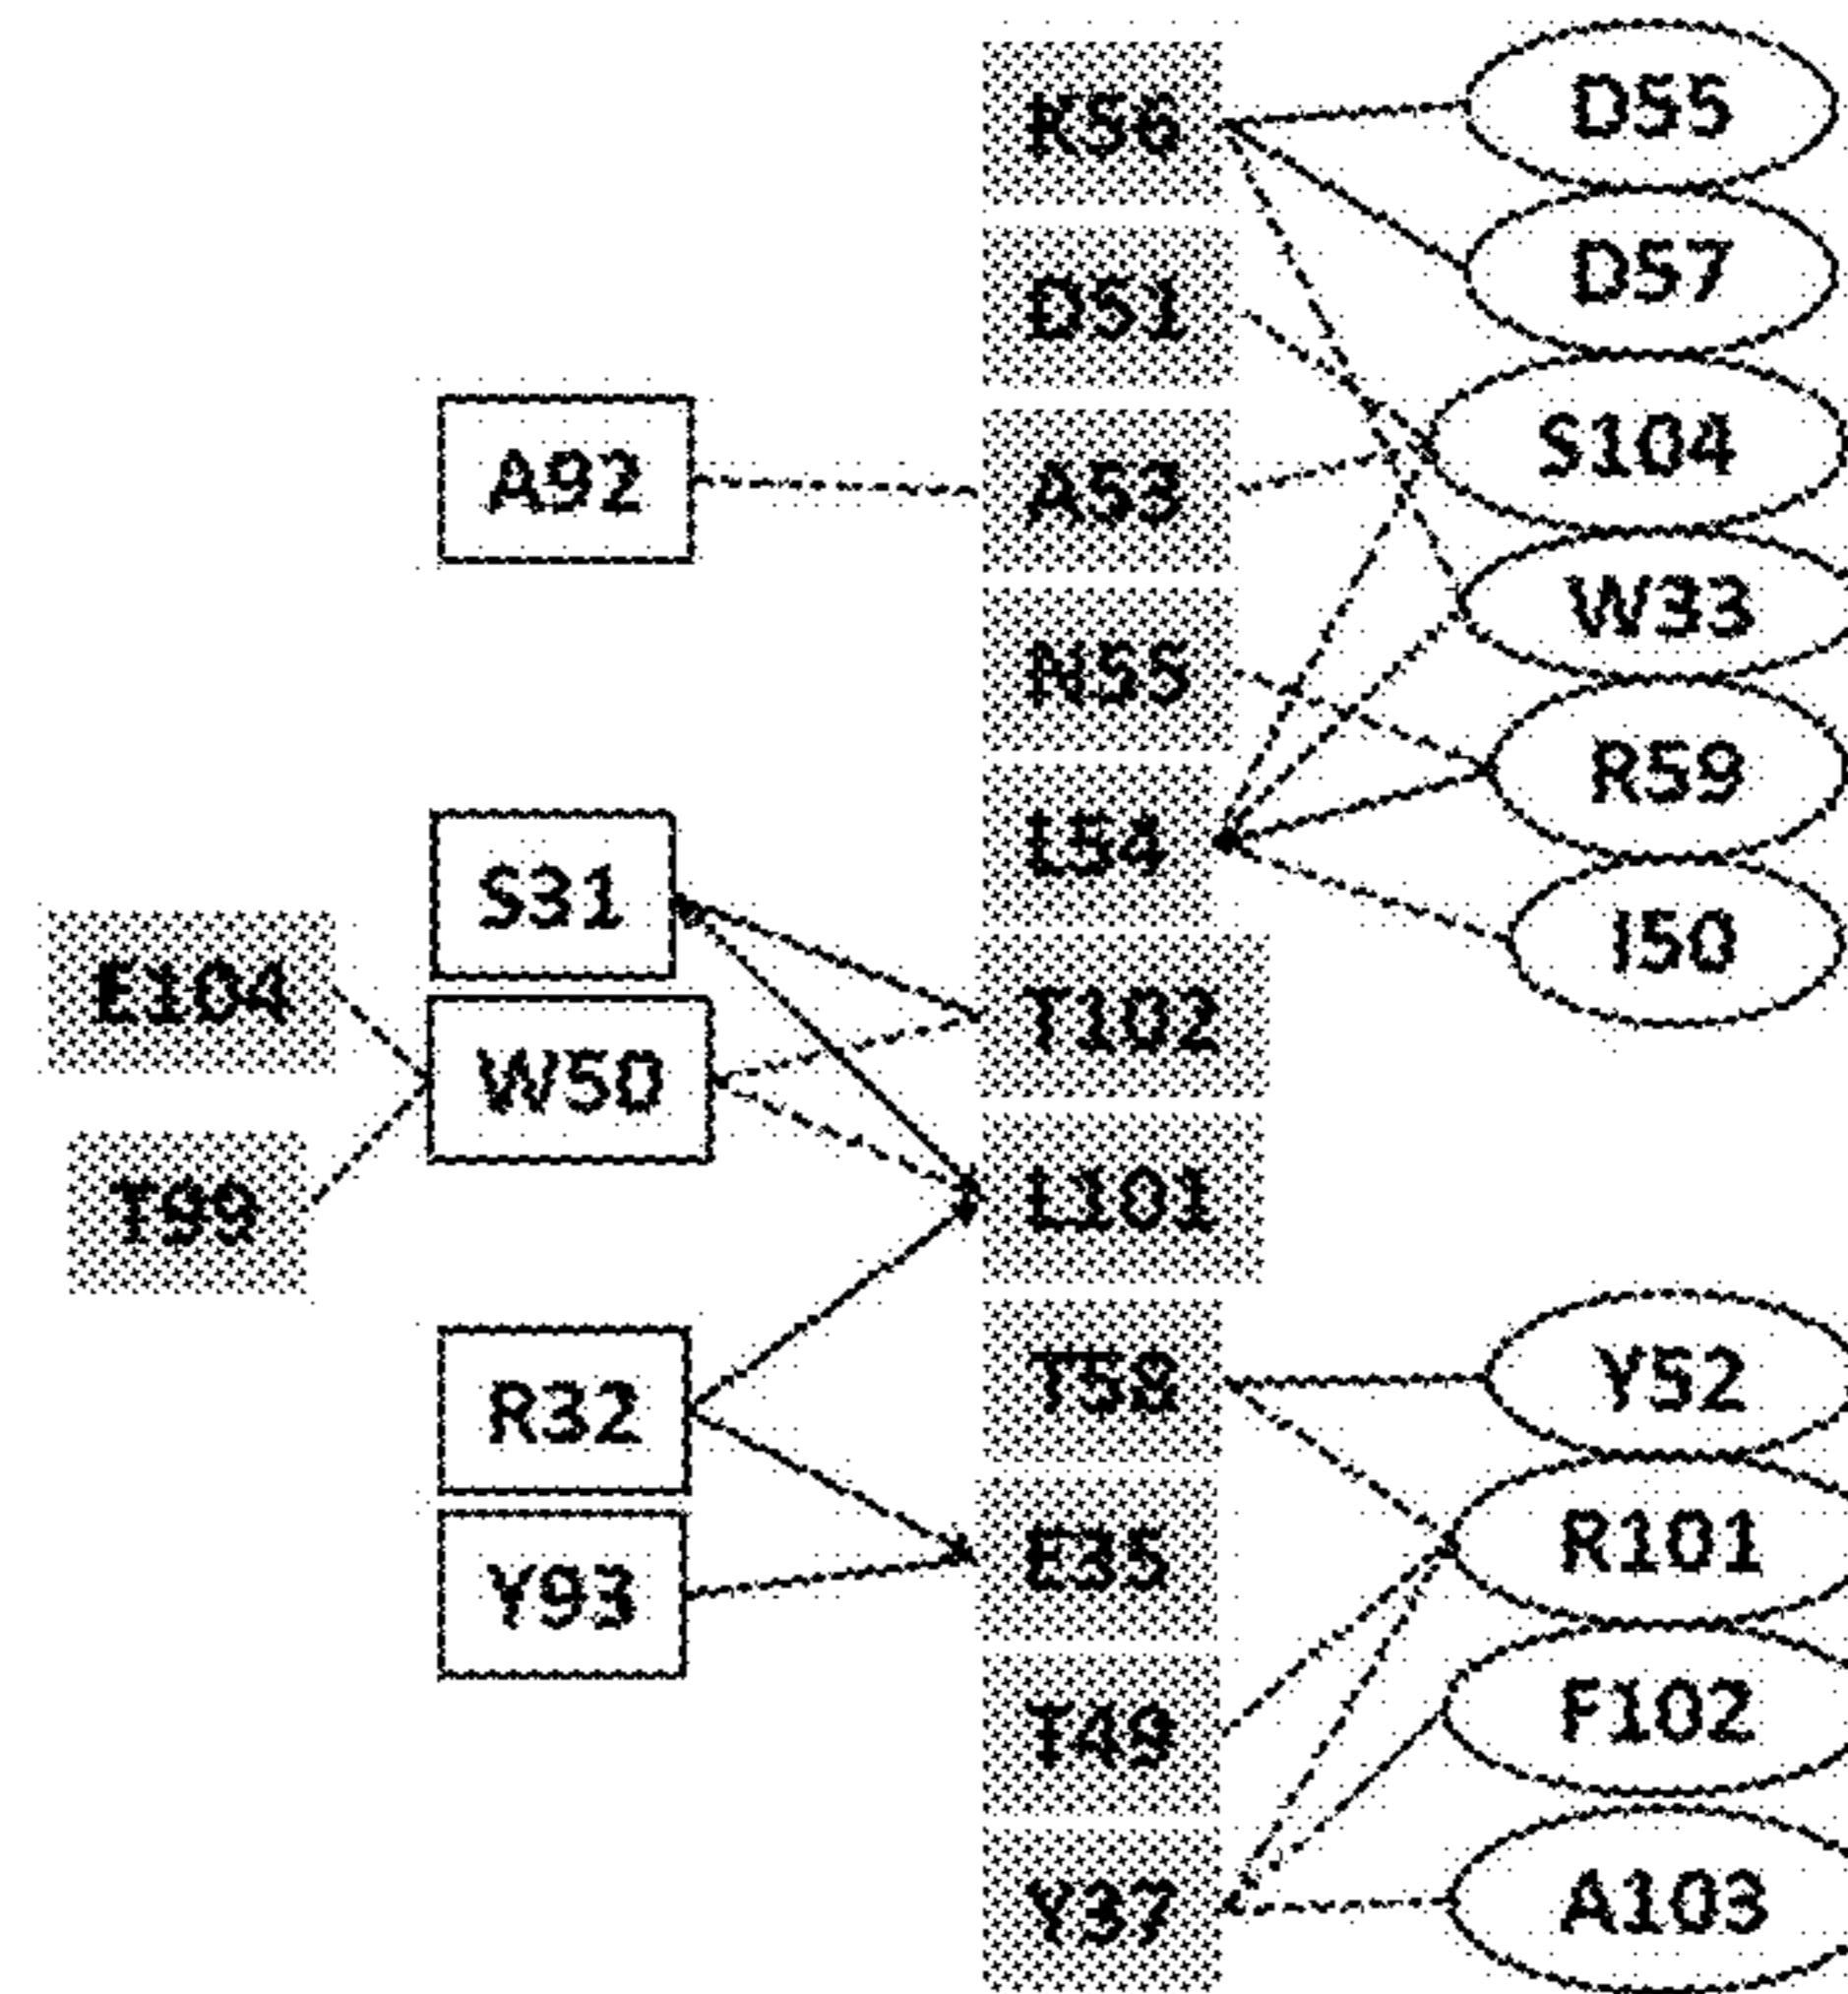 K56
D55
D57
D51
S104
A92
A53
W33
N55
R59
L54
S31
I50
E104
T102
W50
L101
T99
Y52
T58
R32
R101
E35
Y93
F102
T49
A103
Y37